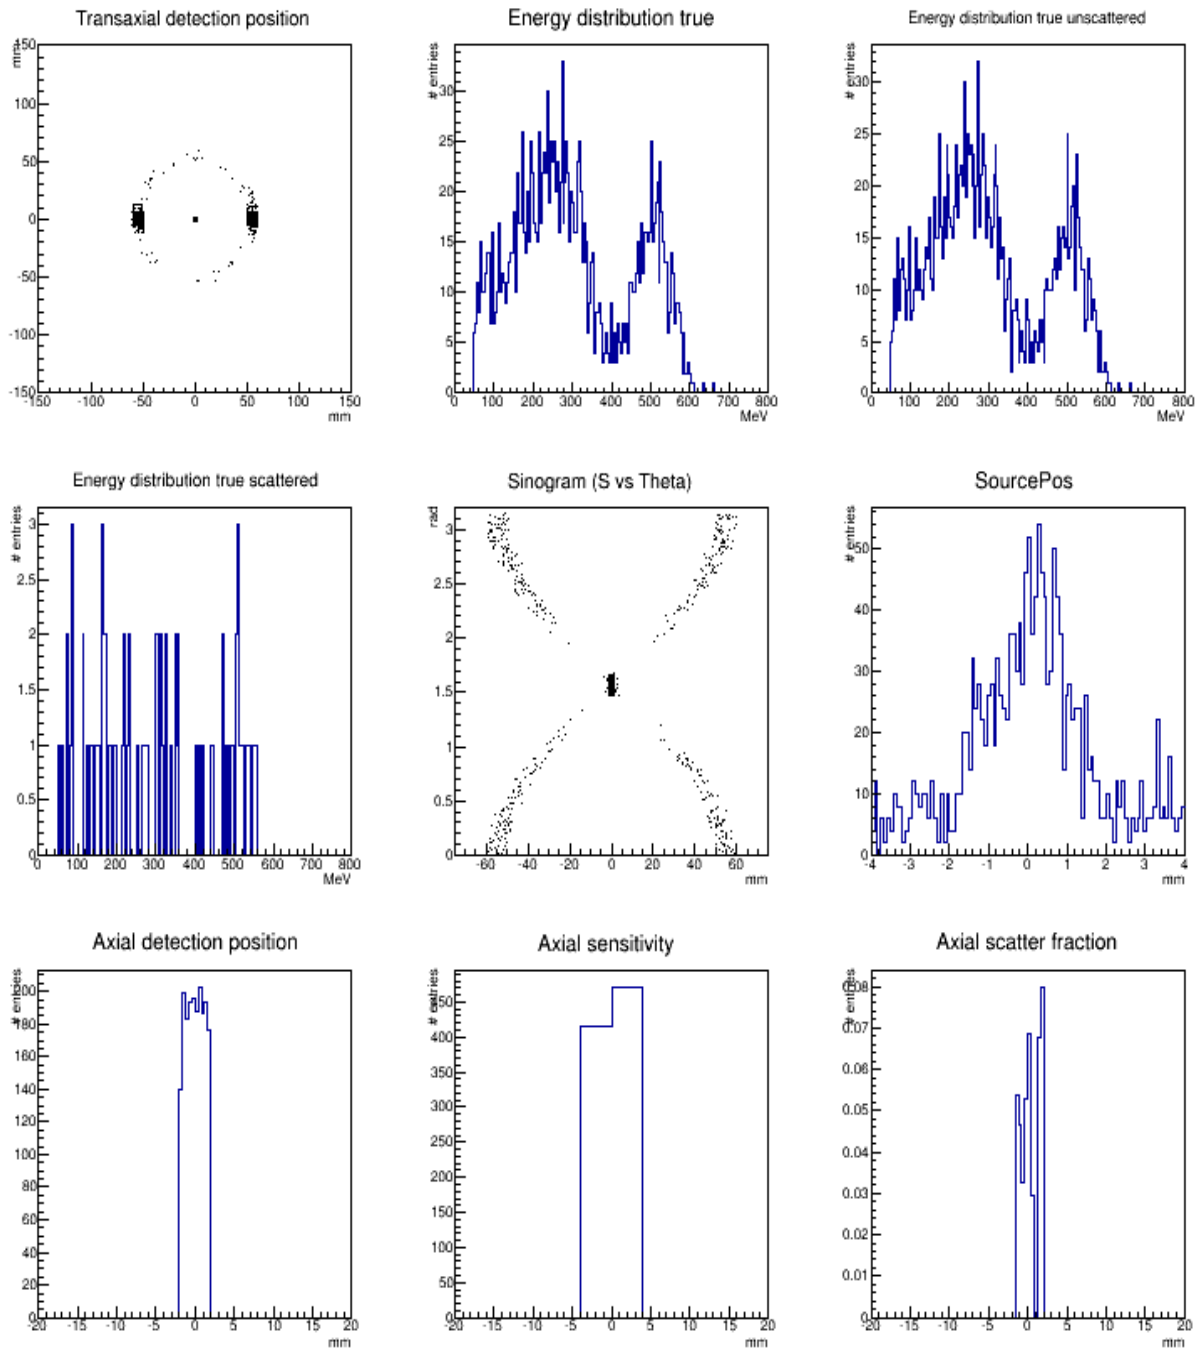 Transaxial detection position
mm
150
100
50
0
-50
-100
-150
-150 -100 -50 0 50 100 150
mm
Energy distribution true
# entries
30
25
20
15
10
5
0
0 100 200 300 400 500 600 700 800
MeV
Energy distribution true unscattered
# entries
30
25
20
15
10
5
0
0 100 200 300 400 500 600 700 800
MeV
Energy distribution true scattered
# entries
3
2.5
2
1.5
1
0.5
0
0 100 200 300 400 500 600 700 800
MeV
Sinogram (S vs Theta)
rad
3
2.5
2
1.5
1
0.5
0
-60 -40 -20 0 20 40 60
mm
SourcePos
# entries
50
40
30
20
10
0
-4 -3 -2 -1 0 1 2 3 4
mm
Axial detection position
# entries
200
180
160
140
120
100
80
60
40
20
0
-20 -15 -10 -5 0 5 10 15 20
mm
Axial sensitivity
# entries
450
400
350
300
250
200
150
100
50
0
-20 -15 -10 -5 0 5 10 15 20
mm
Axial scatter fraction
# entries
0.08
0.07
0.06
0.05
0.04
0.03
0.02
0.01
0
-20 -15 -10 -5 0 5 10 15 20
mm